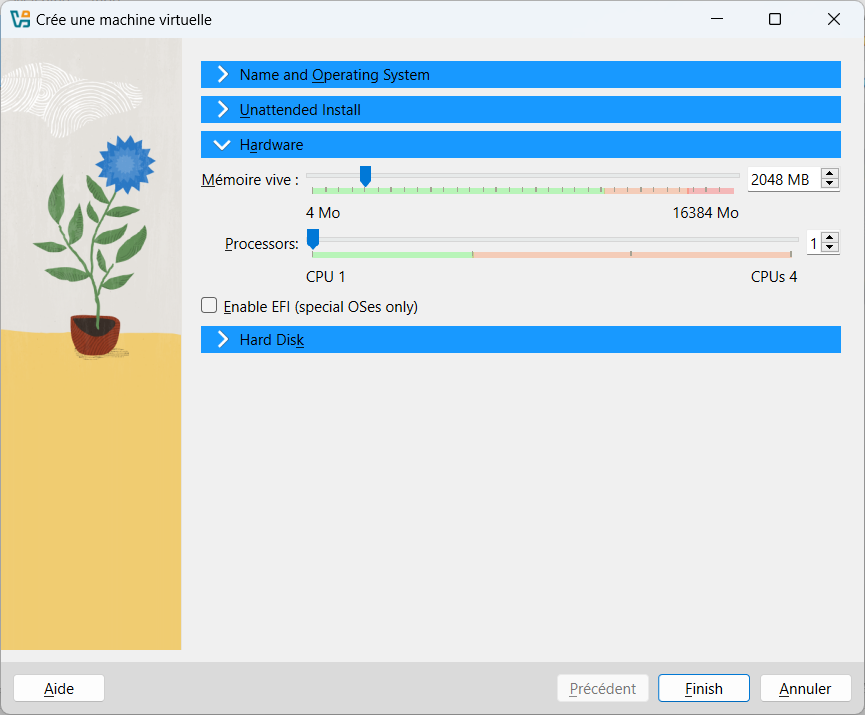 Crée une machine virtuelle
Name and Operating System
Unattended Install
Hardware
Mémoire vive : 2048 MB
4 Mo 16384 Mo
Processors: 1
CPU 1 CPUs 4
Enable EFI (special OSes only)
Hard Disk
Aide Précédent Finish Annuler